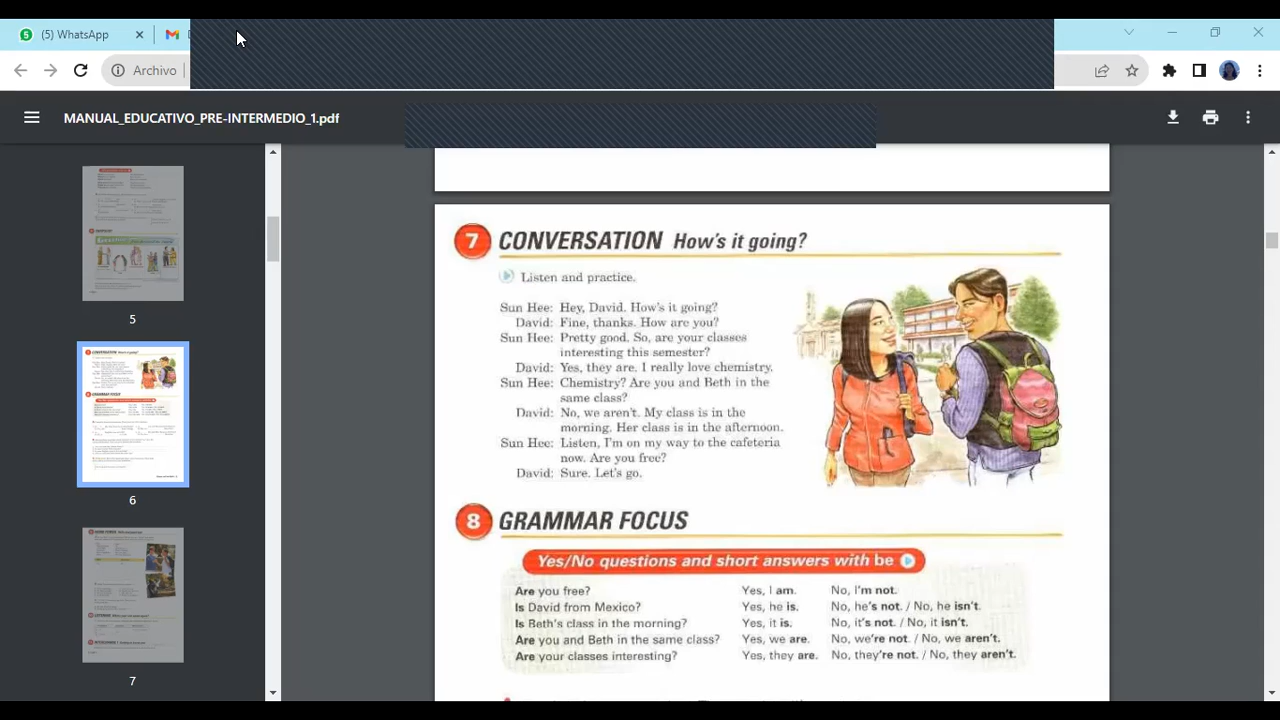 (5) WhatsApp
Archivo
MANUAL_EDUCATIVO_PRE-INTERMEDIO_1.pdf
5
6
7
7 CONVERSATION How's it going?
Listen and practice.
Sun Hee: Hey, David. How's it going?
David: Fine, thanks. How are you?
Sun Hee: Pretty good. So, are your classes
interesting this semester?
David: Yes, they are. I really love chemistry.
Sun Hee: Chemistry? Are you and Beth in the
same class?
David: No, we aren't. My class is in the
morning. Her class is in the afternoon.
Sun Hee: Listen, I'm on my way to the cafeteria
now. Are you free?
David: Sure. Let's go.
8 GRAMMAR FOCUS
Yes/No questions and short answers with be
Are you free? Yes, I am. No, I'm not.
Is David from Mexico? Yes, he is. No, he's not. / No, he isn't.
Is Beth's class in the morning? Yes, it is. No, it's not. / No, it isn't.
Are you and Beth in the same class? Yes, we are. No, we're not. / No, we aren't.
Are your classes interesting? Yes, they are. No, they're not. / No, they aren't.